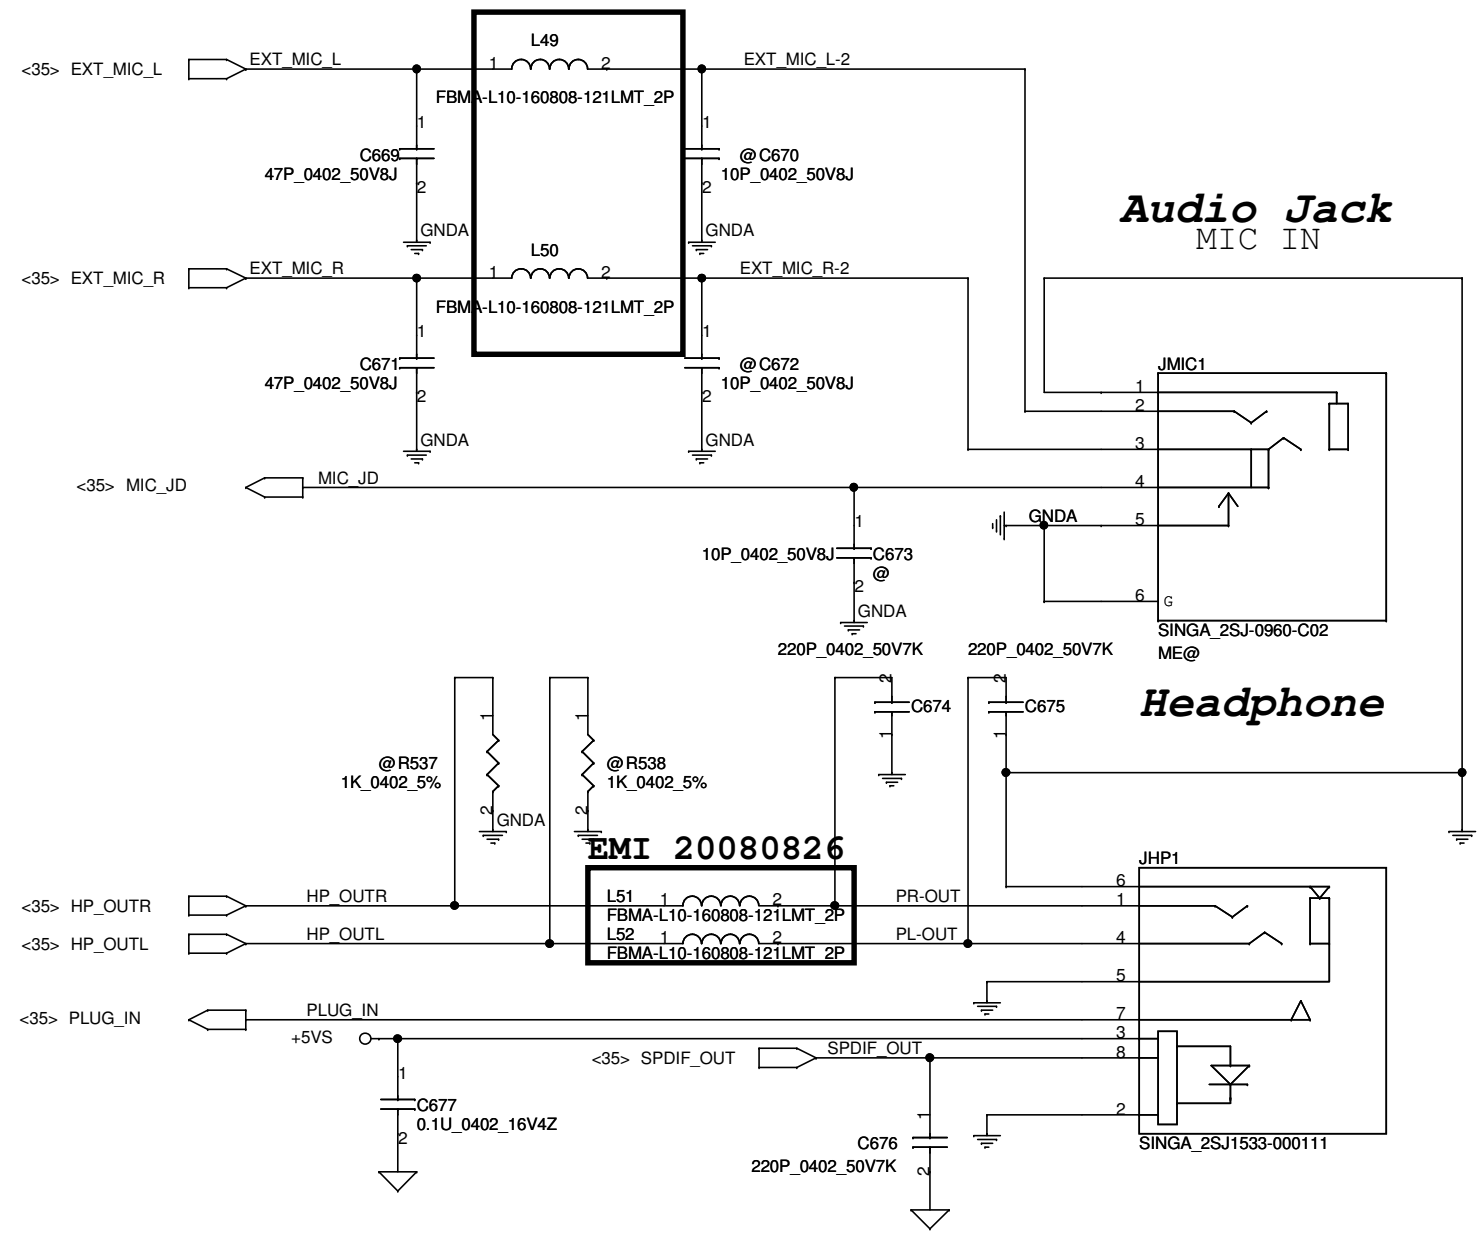 L49
<35> EXT_MIC_L EXT_MIC_L 1 2 EXT_MIC_L-2
FBMA-L10-160808-121LMT_2P
1 1
C669 @ C670
47P_0402_50V8J 10P_0402_50V8J
2 2
Audio Jack
GNDA GNDA
MIC IN
L50
<35> EXT_MIC_R EXT_MIC_R 1 2 EXT_MIC_R-2
FBMA-L10-160808-121LMT_2P
1 1
C671 @ C672 JMIC1
47P_0402_50V8J 10P_0402_50V8J 1
2 2 2
GNDA GNDA 3
<35> MIC_JD MIC_JD 4
1 GNDA 5
10P_0402_50V8J C673
@
2 6 G
GNDA
SINGA_2SJ-0960-C02
220P_0402_50V7K 220P_0402_50V7K ME@
2 2
C674 C675 Headphone
1 1 1 1
@ R537 @ R538
1K_0402_5% 1K_0402_5%
2 2
GNDA
EMI 20080826
JHP1
6
<35> HP_OUTR HP_OUTR L51 1 2 PR-OUT 1
FBMA-L10-160808-121LMT_2P
<35> HP_OUTL HP_OUTL L52 1 2 PL-OUT 4
FBMA-L10-160808-121LMT 2P
5
<35> PLUG_IN PLUG_IN 7
+5VS 3
<35> SPDIF_OUT SPDIF_OUT 8
1
C677 2
0.1U_0402_16V4Z 1
2 C676 SINGA_2SJ1533-000111
220P_0402_50V7K 2